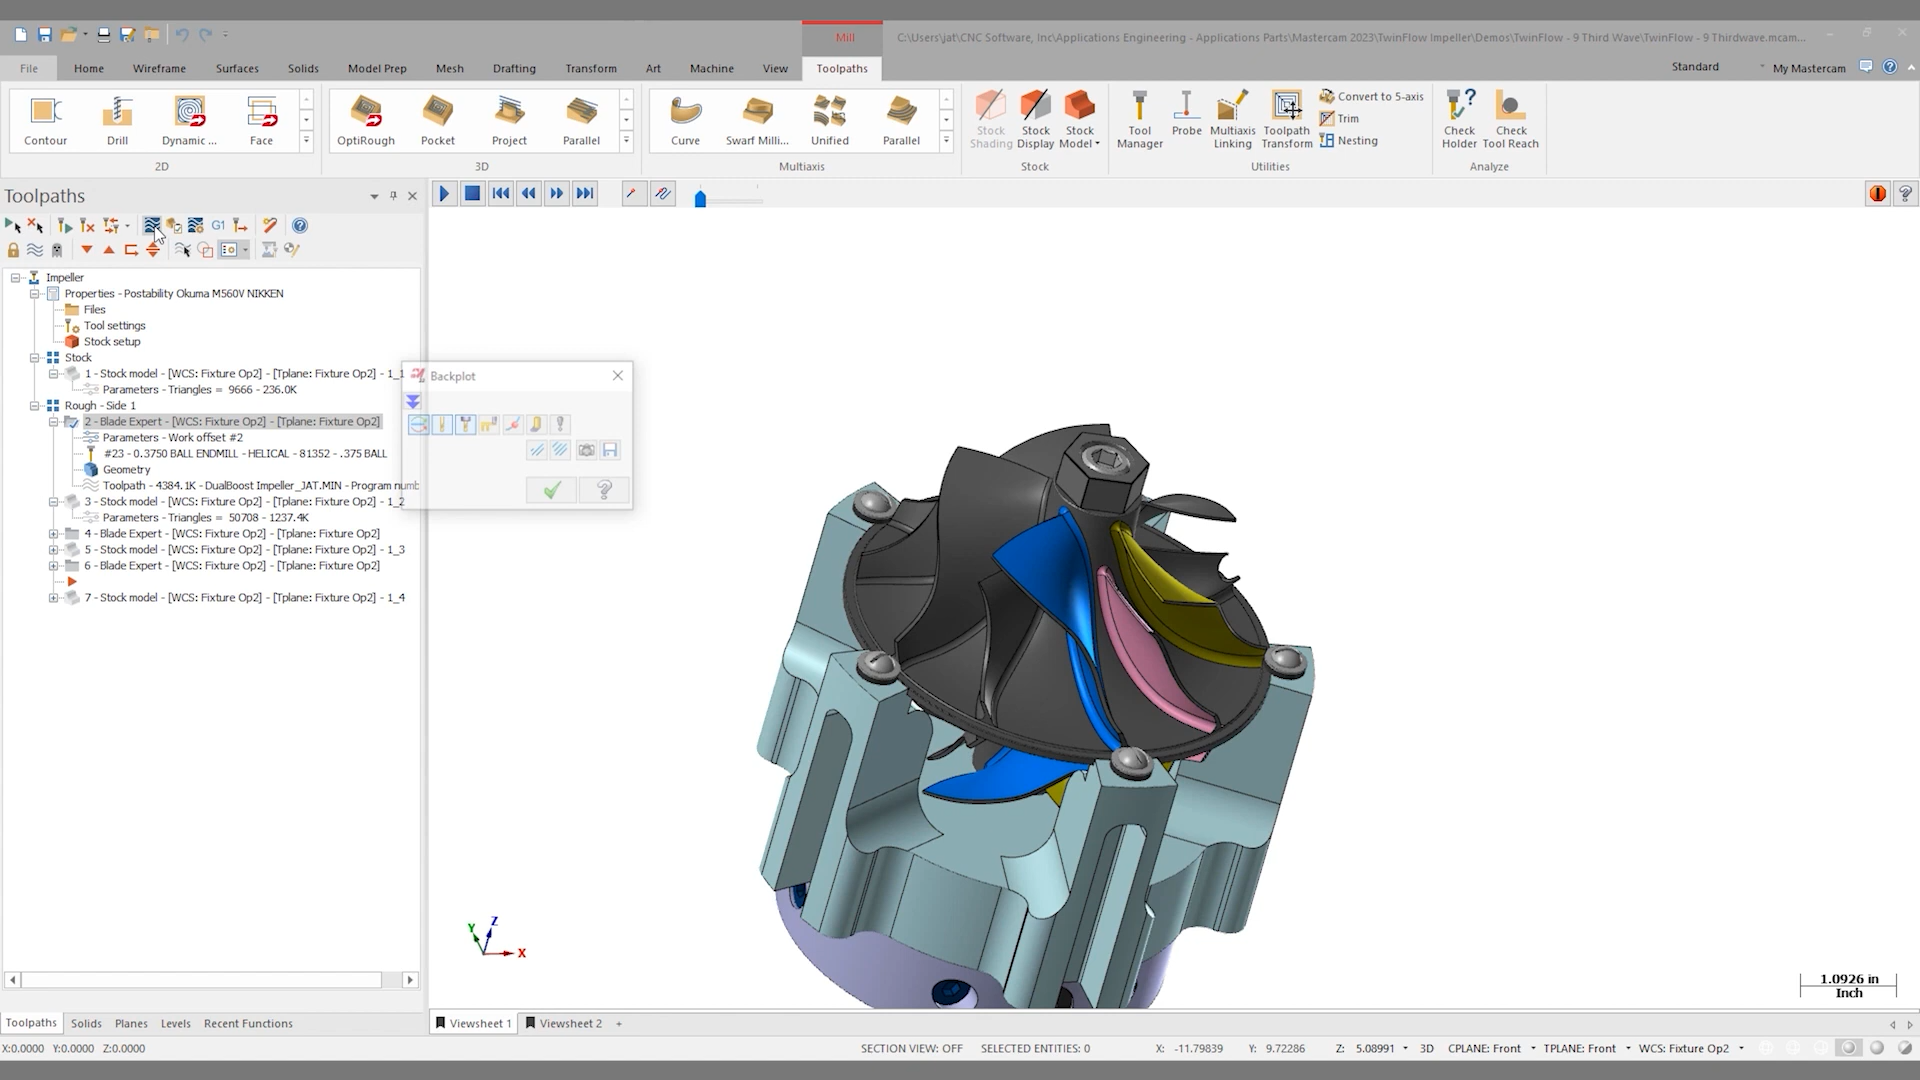 Mill
C:\Users\jat\CNC Software, Inc\Applications Engineering - Applications Parts\Mastercam 2023\TwinFlow Impeller\Demos\TwinFlow - 9 Third Wave\TwinFlow - 9 Thirdwave.mcam...
File Home Wireframe Surfaces Solids Model Prep Mesh Drafting Transform Art Machine View Toolpaths
Standard My Mastercam
Contour Drill Dynamic ... Face
2D
OptiRough Pocket Project Parallel
3D
Curve Swarf Milli... Unified Parallel
Multiaxis
Stock Shading Stock Display Stock Model
Stock
Tool Manager Probe Multiaxis Linking Toolpath Transform
Convert to 5-axis
Trim
Nesting
Utilities
Check Holder Check Tool Reach
Analyze
Toolpaths
G1
Impeller
Properties - Postability Okuma M560V NIKKEN
Files
Tool settings
Stock setup
Stock
1 - Stock model - [WCS: Fixture Op2] - [Tplane: Fixture Op2] - 1_1
Parameters - Triangles = 9666 - 236.0K
Rough - Side 1
2 - Blade Expert - [WCS: Fixture Op2] - [Tplane: Fixture Op2]
Parameters - Work offset #2
#23 - 0.3750 BALL ENDMILL - HELICAL - 81352 - .375 BALL
Geometry
Toolpath - 4384.1K - DualBoost Impeller_JAT.MIN - Program numb
3 - Stock model - [WCS: Fixture Op2] - [Tplane: Fixture Op2] - 1_2
Parameters - Triangles = 50708 - 1237.4K
4 - Blade Expert - [WCS: Fixture Op2] - [Tplane: Fixture Op2]
5 - Stock model - [WCS: Fixture Op2] - [Tplane: Fixture Op2] - 1_3
6 - Blade Expert - [WCS: Fixture Op2] - [Tplane: Fixture Op2]
7 - Stock model - [WCS: Fixture Op2] - [Tplane: Fixture Op2] - 1_4
Backplot
Y Z X
1.0926 in
Inch
Toolpaths Solids Planes Levels Recent Functions
Viewsheet 1 Viewsheet 2 +
X:0.0000 Y:0.0000 Z:0.0000
SECTION VIEW: OFF SELECTED ENTITIES: 0 X: -11.79839 Y: 9.72286 Z: 5.08991 3D CPLANE: Front TPLANE: Front WCS: Fixture Op2